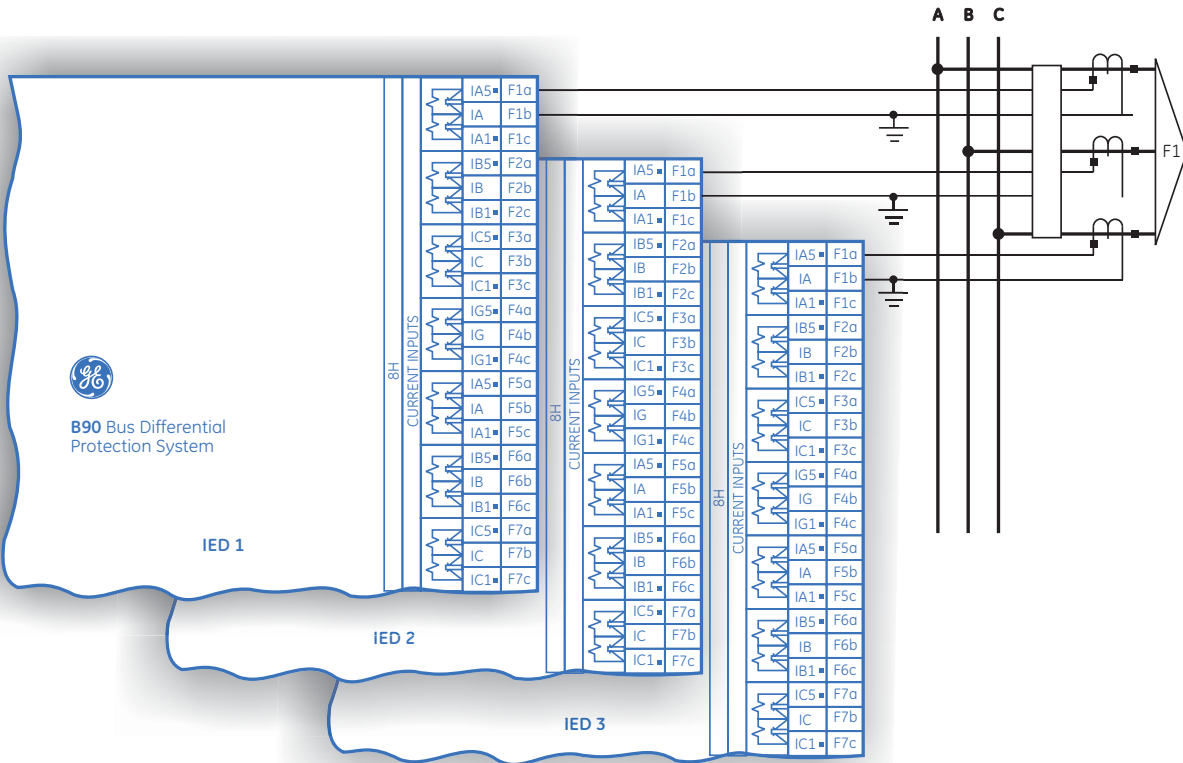 A B C
F1
IA5 F1a
IA F1b
IA1 F1c
IB5 F2a
IB F2b
IB1 F2c
IC5 F3a
IC F3b
IC1 F3c
IG5 F4a
IG F4b
IG1 F4c
IA5 F5a
IA F5b
IA1 F5c
IB5 F6a
IB F6b
IB1 F6c
IC5 F7a
IC F7b
IC1 F7c
8H
CURRENT INPUTS
GE
B90 Bus Differential
Protection System
IED 1
IA5 F1a
IA F1b
IA1 F1c
IB5 F2a
IB F2b
IB1 F2c
IC5 F3a
IC F3b
IC1 F3c
IG5 F4a
IG F4b
IG1 F4c
IA5 F5a
IA F5b
IA1 F5c
IB5 F6a
IB F6b
IB1 F6c
IC5 F7a
IC F7b
IC1 F7c
8H
CURRENT INPUTS
IED 2
IA5 F1a
IA F1b
IA1 F1c
IB5 F2a
IB F2b
IB1 F2c
IC5 F3a
IC F3b
IC1 F3c
IG5 F4a
IG F4b
IG1 F4c
IA5 F5a
IA F5b
IA1 F5c
IB5 F6a
IB F6b
IB1 F6c
IC5 F7a
IC F7b
IC1 F7c
8H
CURRENT INPUTS
IED 3